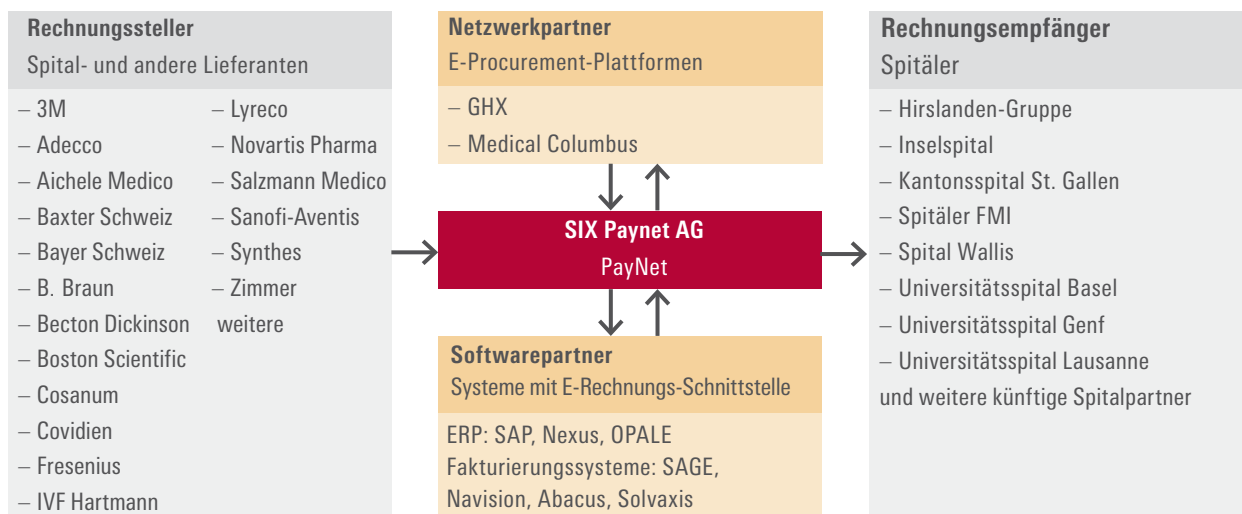 Rechnungssteller
Spital- und andere Lieferanten
– 3M
– Adecco
– Aichele Medico
– Baxter Schweiz
– Bayer Schweiz
– B. Braun
– Becton Dickinson
– Boston Scientific
– Cosanum
– Covidien
– Fresenius
– IVF Hartmann
– Lyreco
– Novartis Pharma
– Salzmann Medico
– Sanofi-Aventis
– Synthes
– Zimmer
weitere
Netzwerkpartner
E-Procurement-Plattformen
– GHX
– Medical Columbus
SIX Paynet AG
PayNet
Softwarepartner
Systeme mit E-Rechnungs-Schnittstelle
ERP: SAP, Nexus, OPALE
Fakturierungssysteme: SAGE,
Navision, Abacus, Solvaxis
Rechnungsempfänger
Spitäler
– Hirslanden-Gruppe
– Inselspital
– Kantonsspital St. Gallen
– Spitäler FMI
– Spital Wallis
– Universitätsspital Basel
– Universitätsspital Genf
– Universitätsspital Lausanne
und weitere künftige Spitalpartner